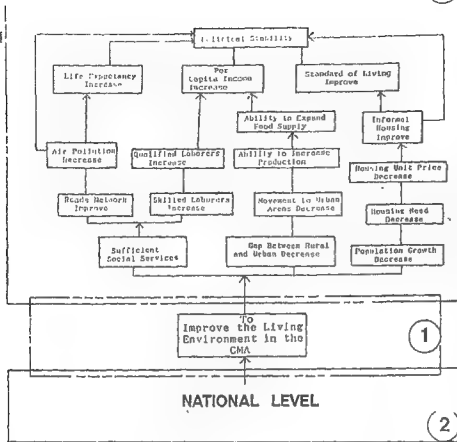 Political Stability
Life Expectancy
Increase
Per
Capita Income
Increase
Standard of Living
Improve
Ability to Expand
Food Supply
Informal
Housing
Improve
Air Pollution
Decrease
Qualified Laborers
Increase
Ability to Increase
Production
Housing Unit Price
Decrease
Roads Network
Improve
Skilled Laborers
Increase
Movement to Urban
Areas Decrease
Housing Need
Decrease
Sufficient
Social Services
Gap Between Rural
and Urban Decrease
Population Growth
Decrease
To
Improve the Living
Environment in the
CMA
1
NATIONAL LEVEL
2